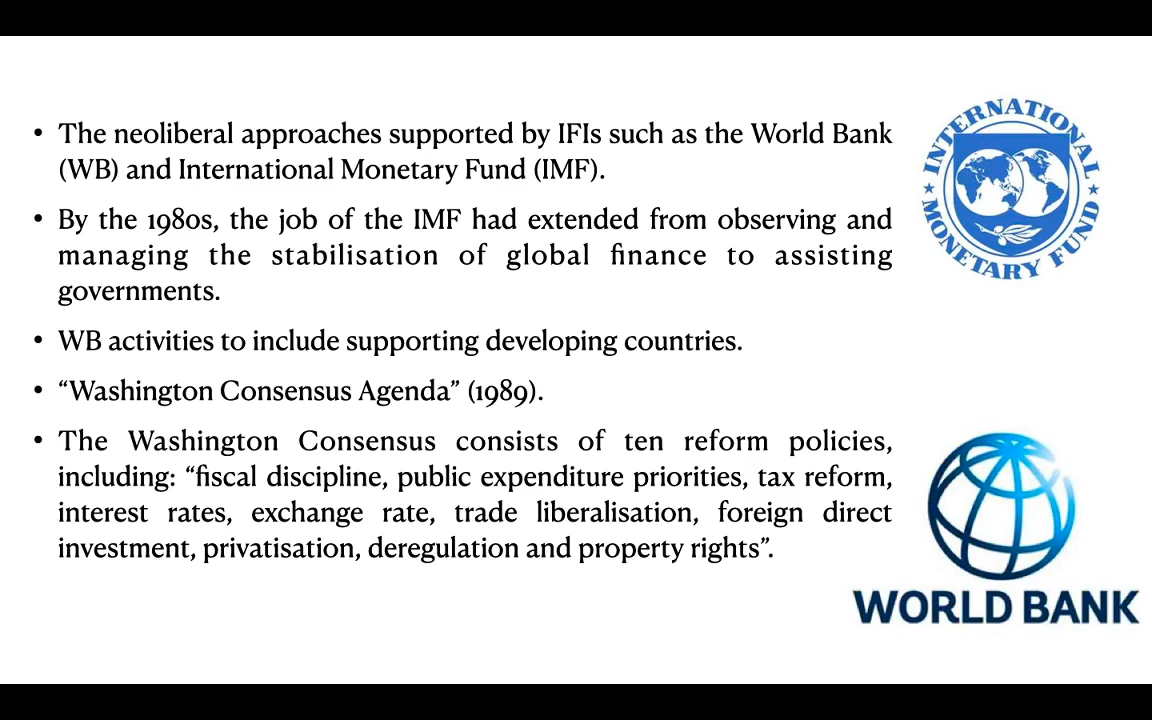 • The neoliberal approaches supported by IFIs such as the World Bank
(WB) and International Monetary Fund (IMF).
• By the 1980s, the job of the IMF had extended from observing and
managing the stabilisation of global finance to assisting
governments.
• WB activities to include supporting developing countries.
• “Washington Consensus Agenda” (1989).
• The Washington Consensus consists of ten reform policies,
including: “fiscal discipline, public expenditure priorities, tax reform,
interest rates, exchange rate, trade liberalisation, foreign direct
investment, privatisation, deregulation and property rights”.
INTERNATIONAL
MONETARY FUND
WORLD BANK